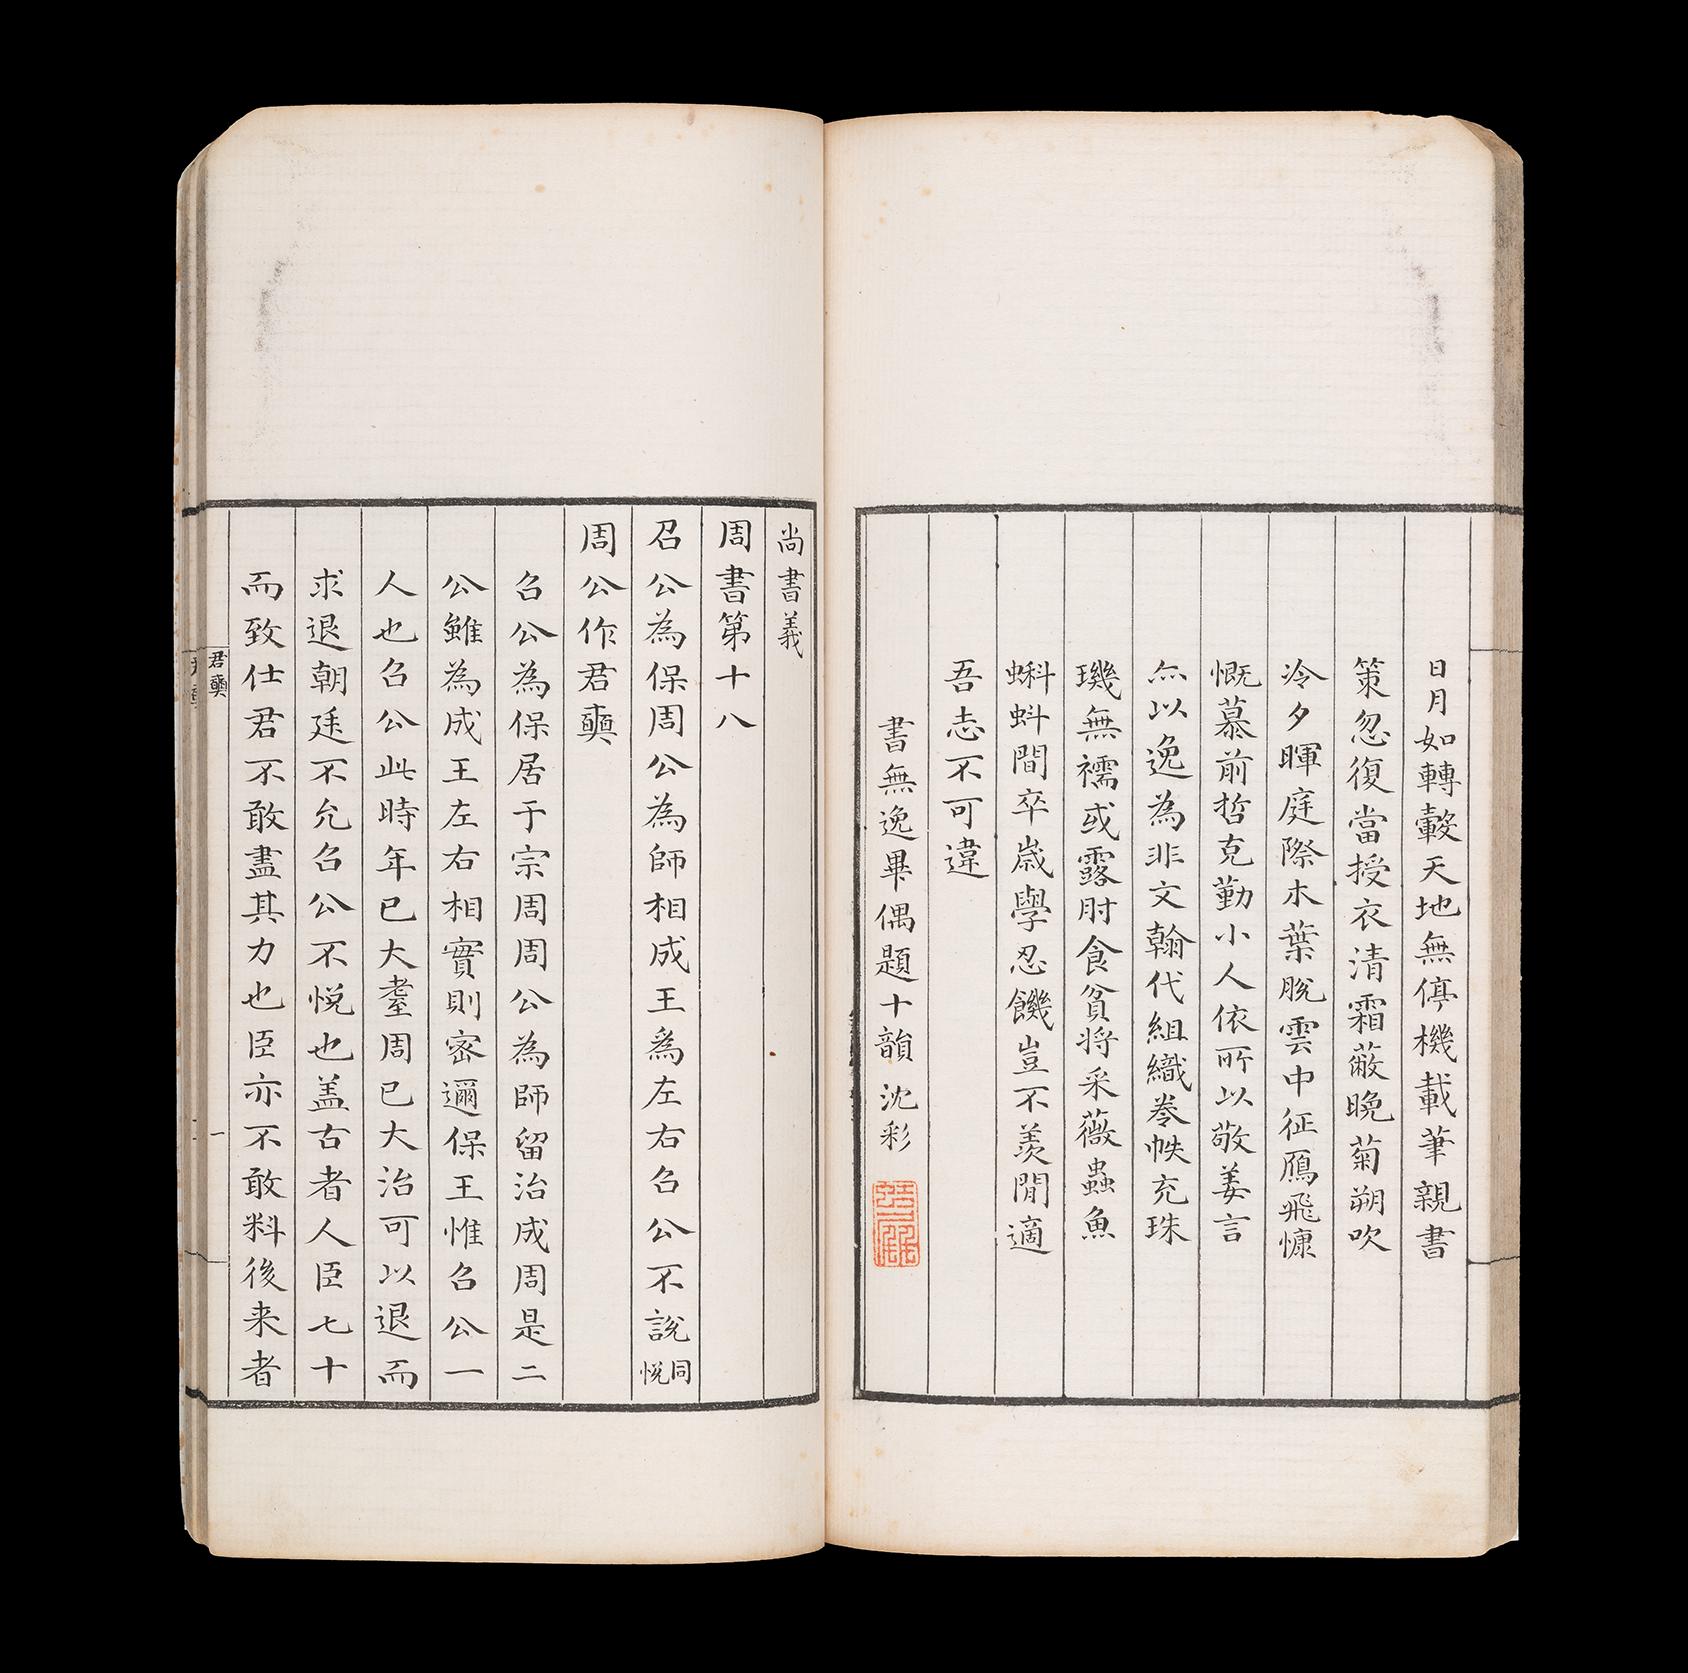 日月如轉轂天地無停機載筆親書
策忽復當授衣清霜蔽晚菊朔吹
冷夕暉庭際木葉脫雲中征鴈飛慷
慨慕前哲克勤小人依所以敬姜言
無以逸為非文翰代組織卷帙充珠
璣無襦或露肘食貧將采薇蟲魚
蝌蚪間卒歲學忍饑豈不羨閒適
吾志不可違
書無逸畢偶題十韻 沈彩
尚書義
周書第十八
召公為保周公為師相成王為左右召公不說同悅
周公作君奭
召公為保居于宗周周公為師留治成周是二
公雖為成王左右相實則密邇保王惟召公一
人也召公此時年已大耋周已大治可以退而
求退朝廷不允召公不悅也蓋古者人臣七十
而致仕君不敢盡其力也臣亦不敢料後来者
君奭
一